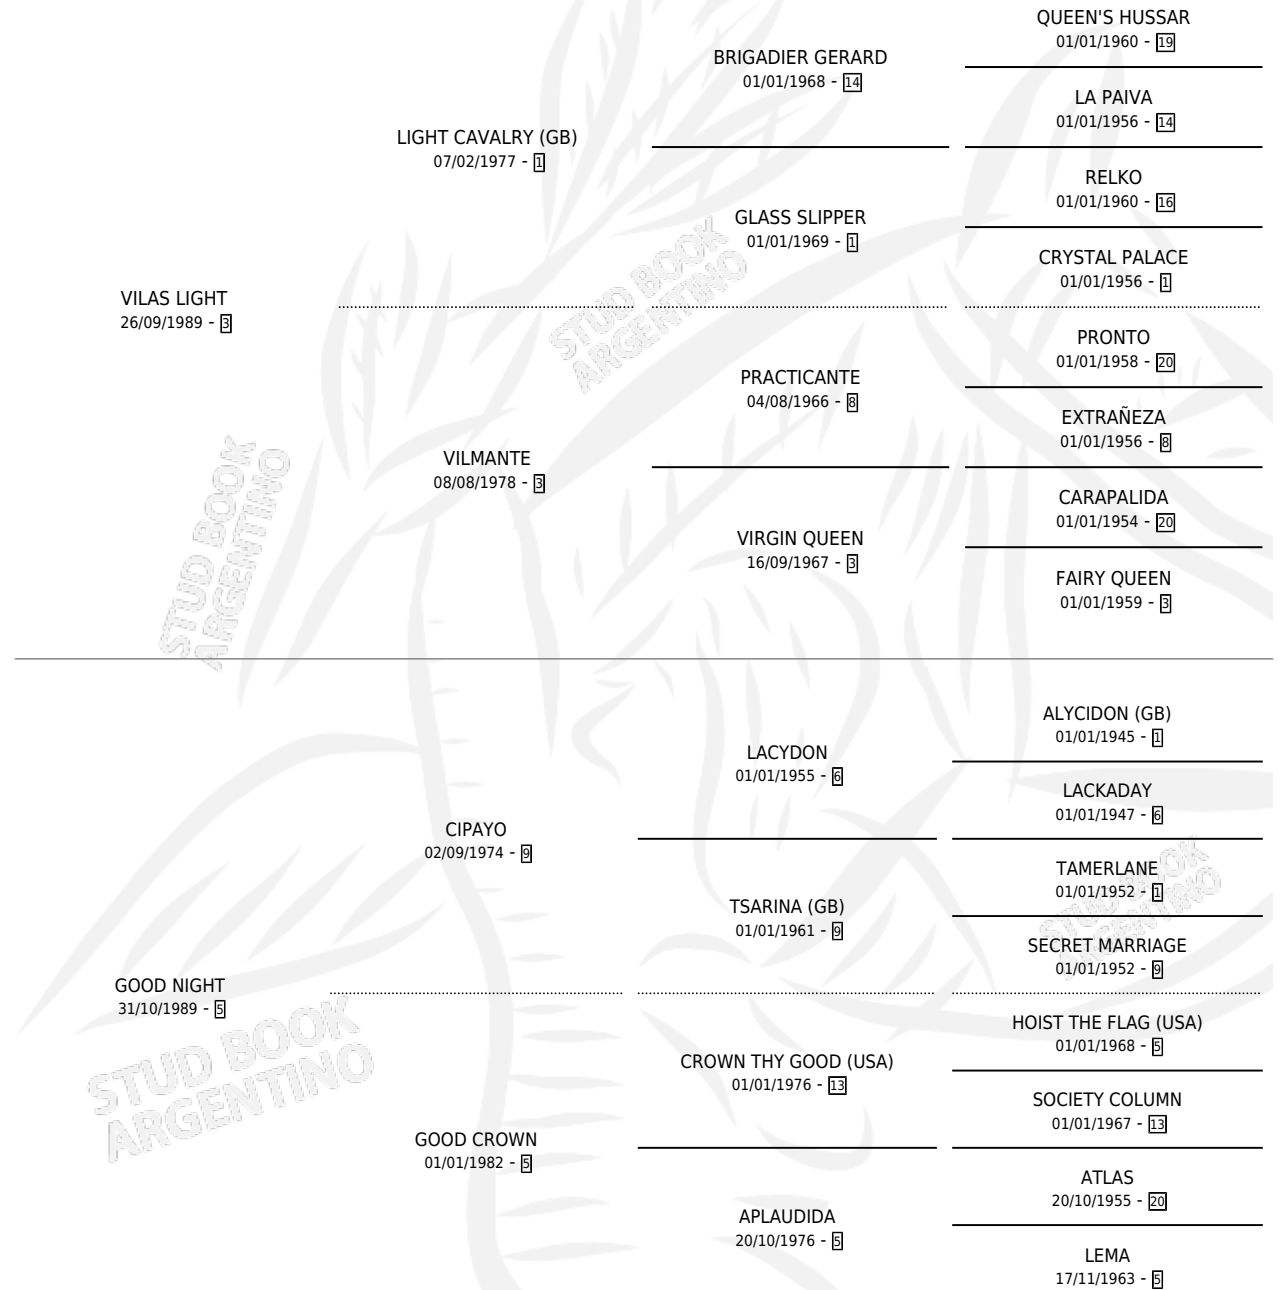 QUEEN'S HUSSAR
01/01/1960 - 19
BRIGADIER GERARD
01/01/1968 - 14
LA PAIVA
01/01/1956 - 14
LIGHT CAVALRY (GB)
07/02/1977 - 1
RELKO
01/01/1960 - 16
GLASS SLIPPER
01/01/1969 - 1
CRYSTAL PALACE
01/01/1956 - 1
VILAS LIGHT
26/09/1989 - 3
PRONTO
01/01/1958 - 20
PRACTICANTE
04/08/1966 - 8
EXTRAÑEZA
01/01/1956 - 8
VILMANTE
08/08/1978 - 3
CARAPALIDA
01/01/1954 - 20
VIRGIN QUEEN
16/09/1967 - 3
FAIRY QUEEN
01/01/1959 - 3
STUD BOOK
ARGENTINO
STUD BOOK
ARGENTINO
ALYCIDON (GB)
01/01/1945 - 1
LACYDON
01/01/1955 - 6
LACKADAY
01/01/1947 - 6
CIPAYO
02/09/1974 - 9
TAMERLANE
01/01/1952 - 1
TSARINA (GB)
01/01/1961 - 9
SECRET MARRIAGE
01/01/1952 - 9
GOOD NIGHT
31/10/1989 - 5
HOIST THE FLAG (USA)
01/01/1968 - 5
CROWN THY GOOD (USA)
01/01/1976 - 13
SOCIETY COLUMN
01/01/1967 - 13
GOOD CROWN
01/01/1982 - 5
ATLAS
20/10/1955 - 20
APLAUDIDA
20/10/1976 - 5
LEMA
17/11/1963 - 5
STUD BOOK
ARGENTINO
STUD BOOK
ARGENTINO